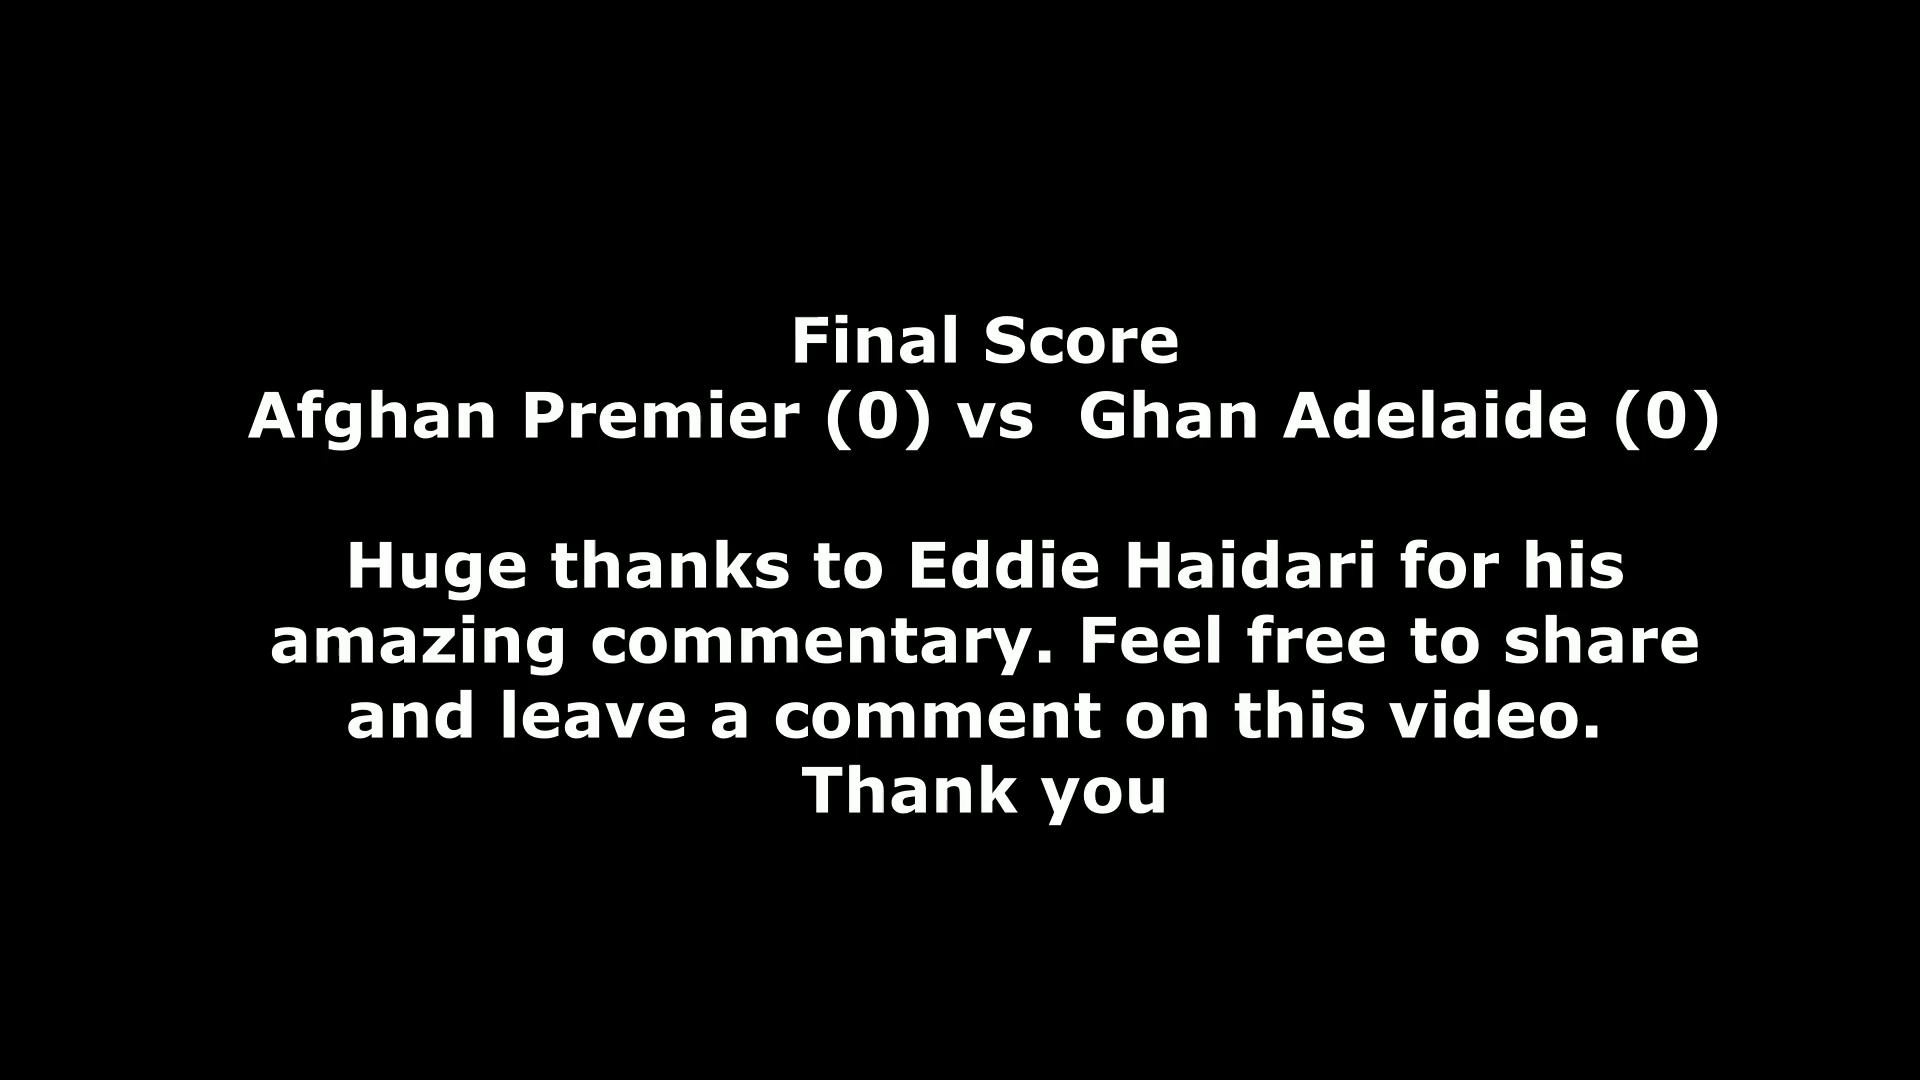 Final Score
Afghan Premier (0) vs  Ghan Adelaide (0)
Huge thanks to Eddie Haidari for his
amazing commentary. Feel free to share
and leave a comment on this video.
Thank you